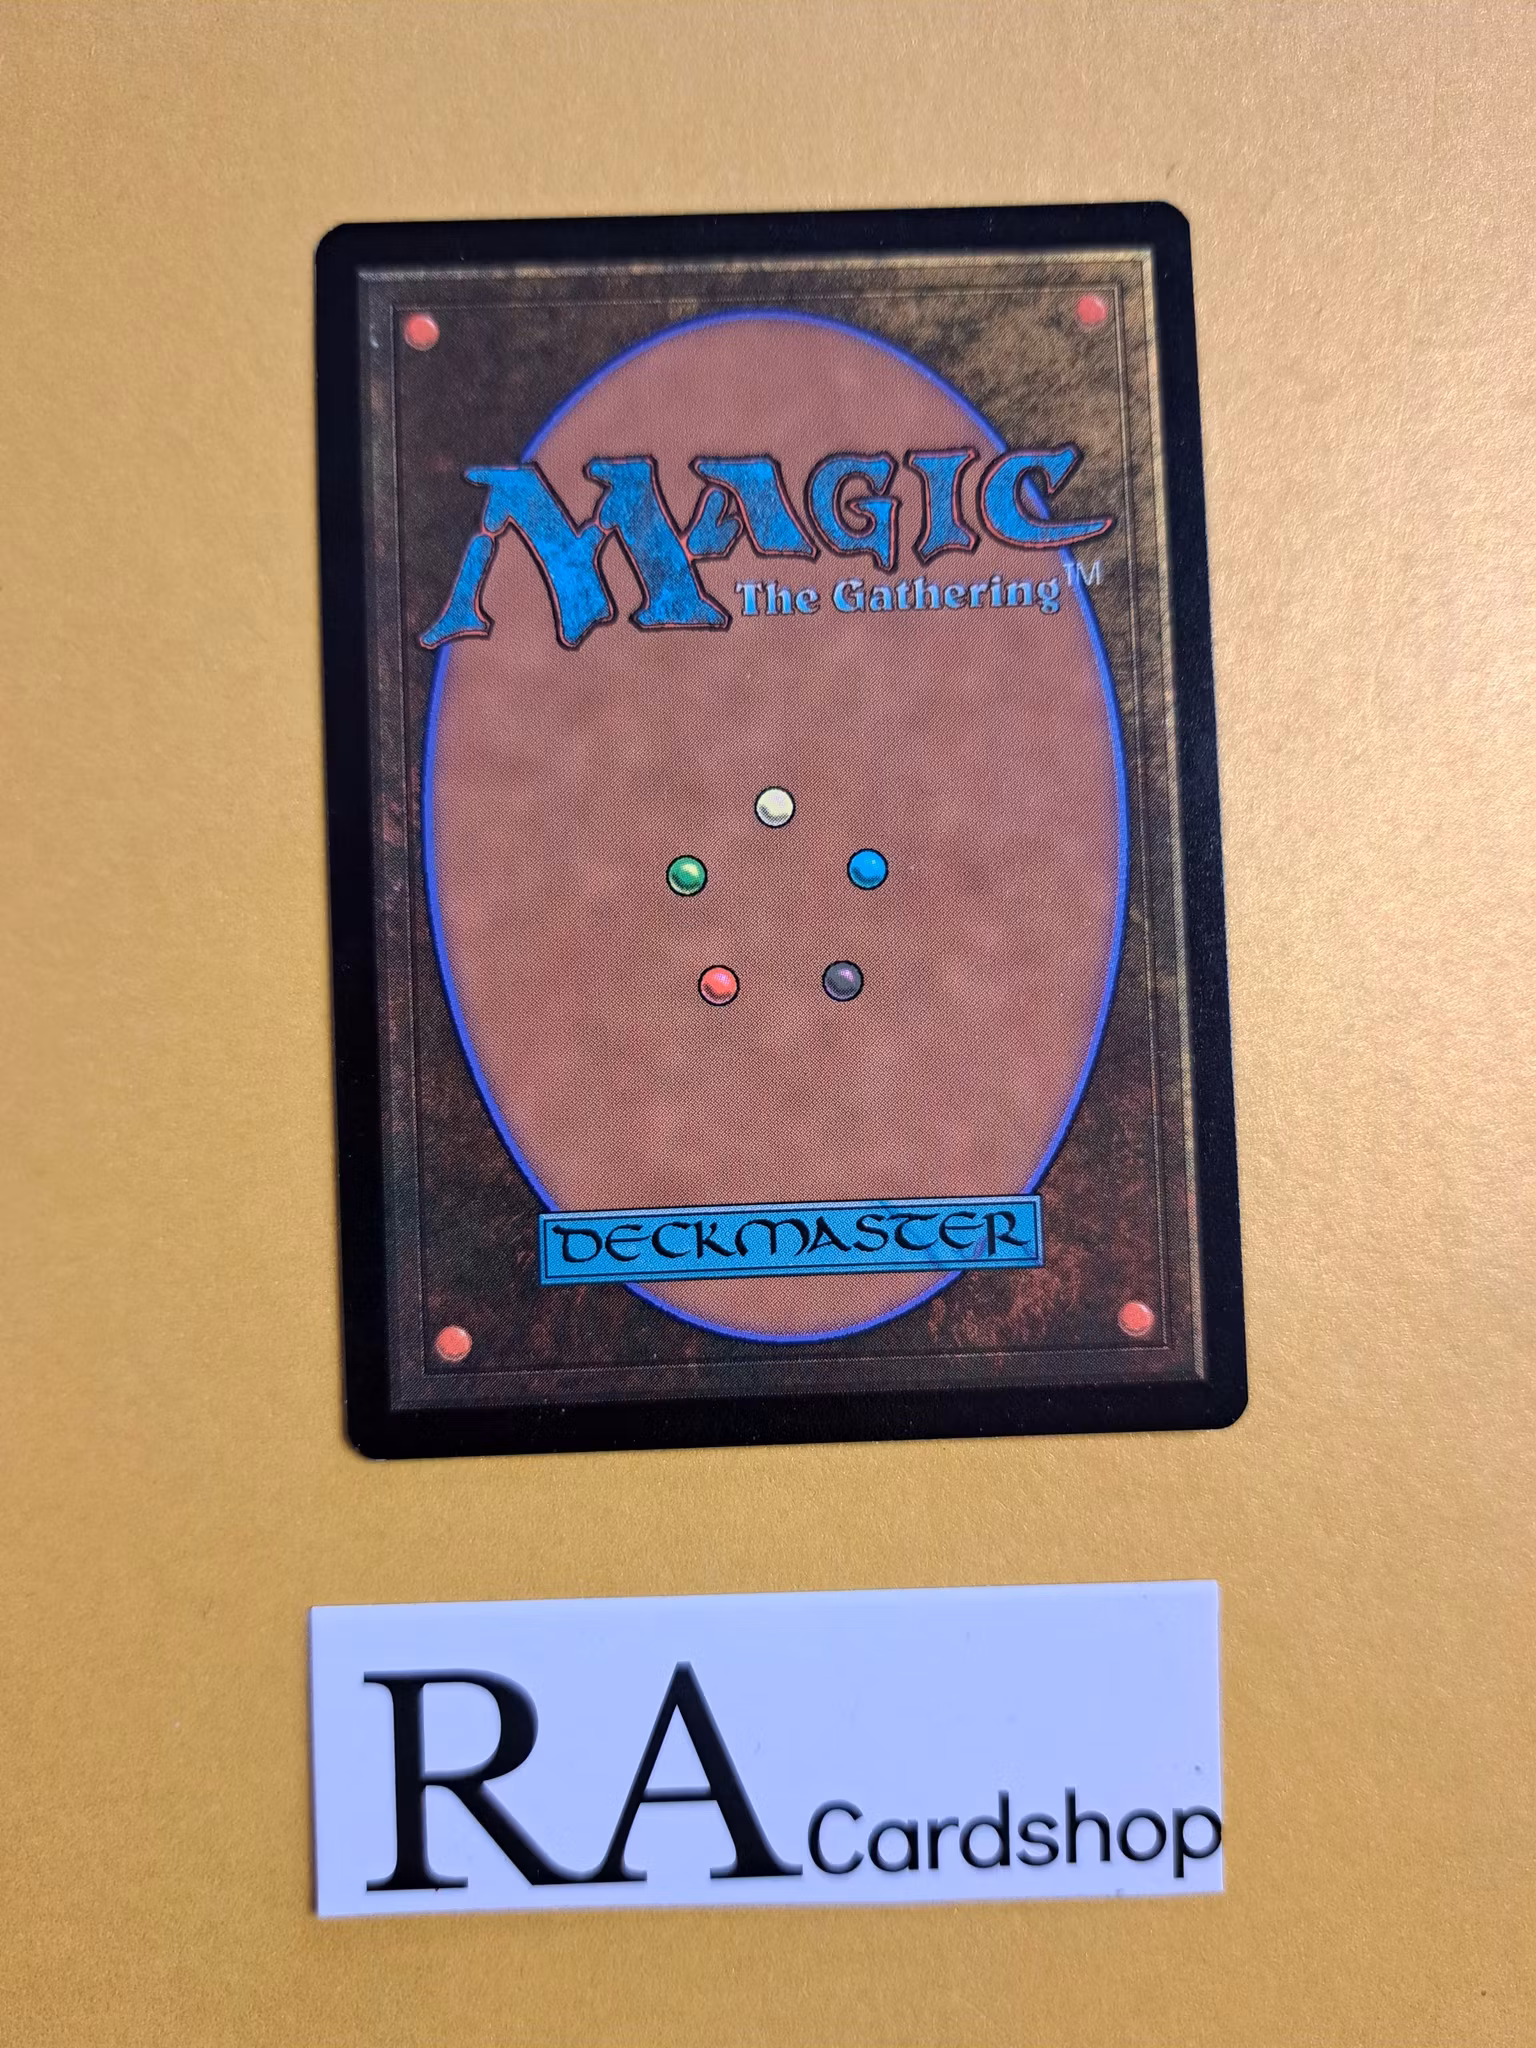 MAGIC
The Gathering™
DECKMASTER
RA Cardshop